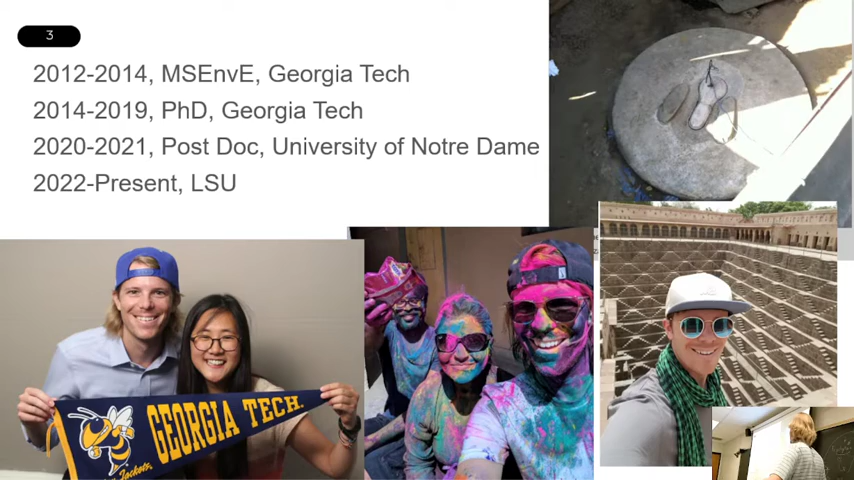 3
2012-2014, MSEnvE, Georgia Tech
2014-2019, PhD, Georgia Tech
2020-2021, Post Doc, University of Notre Dame
2022-Present, LSU
GEORGIA TECH.
Jackets.